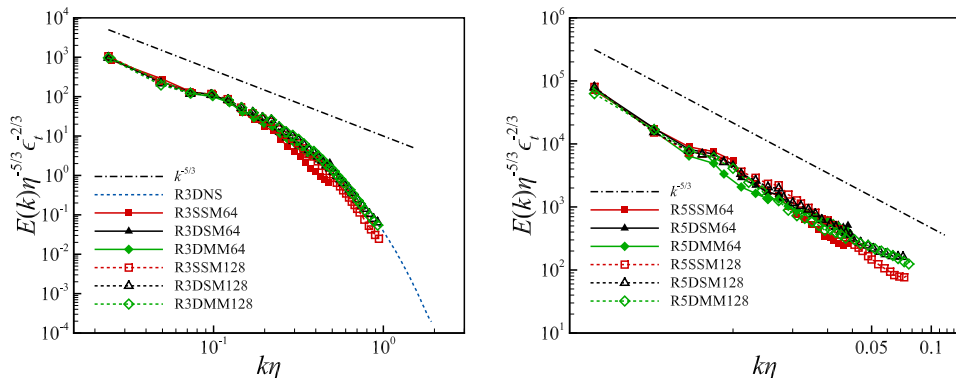 E(k)η^{-5/3} ϵ_t^{-2/3}
10^4
10^3
10^2
10^1
10^0
10^{-1}
10^{-2}
10^{-3}
10^{-4}
k^{-5/3}
R3DNS
R3SSM64
R3DSM64
R3DMM64
R3SSM128
R3DSM128
R3DMM128
10^{-1}
10^0
kη
E(k)η^{-5/3} ϵ_t^{-2/3}
10^6
10^5
10^4
10^3
10^2
10^1
k^{-5/3}
R5SSM64
R5DSM64
R5DMM64
R5SSM128
R5DSM128
R5DMM128
0.05
0.1
kη